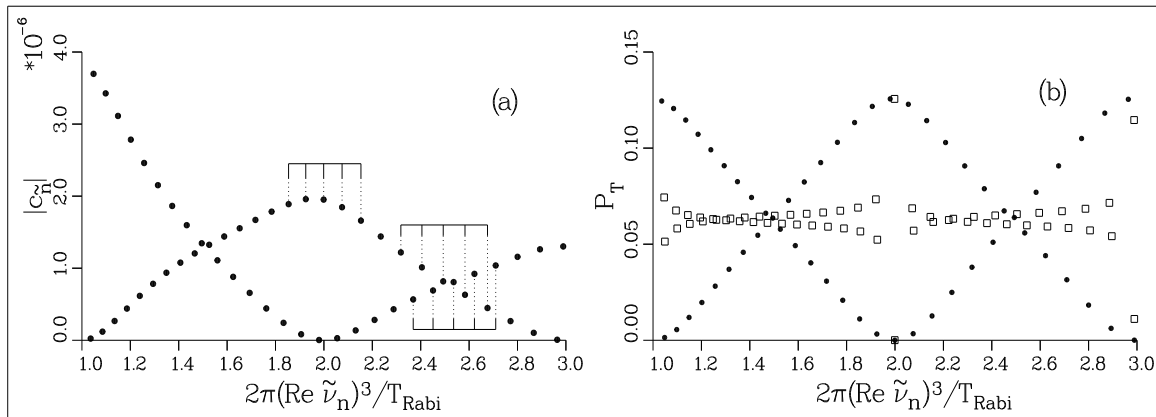 *10⁻⁶
4.0
3.0
2.0
1.0
0.0
|c_ñ|
(a)
1.0 1.2 1.4 1.6 1.8 2.0 2.2 2.4 2.6 2.8 3.0
2π(Re ν̃_n)³/T_Rabi
0.15
0.10
0.05
0.00
P_T
(b)
1.0 1.2 1.4 1.6 1.8 2.0 2.2 2.4 2.6 2.8 3.0
2π(Re ν̃_n)³/T_Rabi